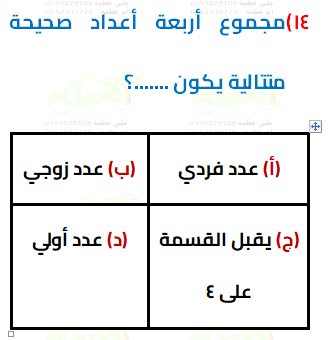 ١٤)مجموع أربعة أعداد صحيحة
متتالية يكون .......؟
(أ) عدد فردي
(ب) عدد زوجي
(ج) يقبل القسمة
على ٤
(د) عدد أولي